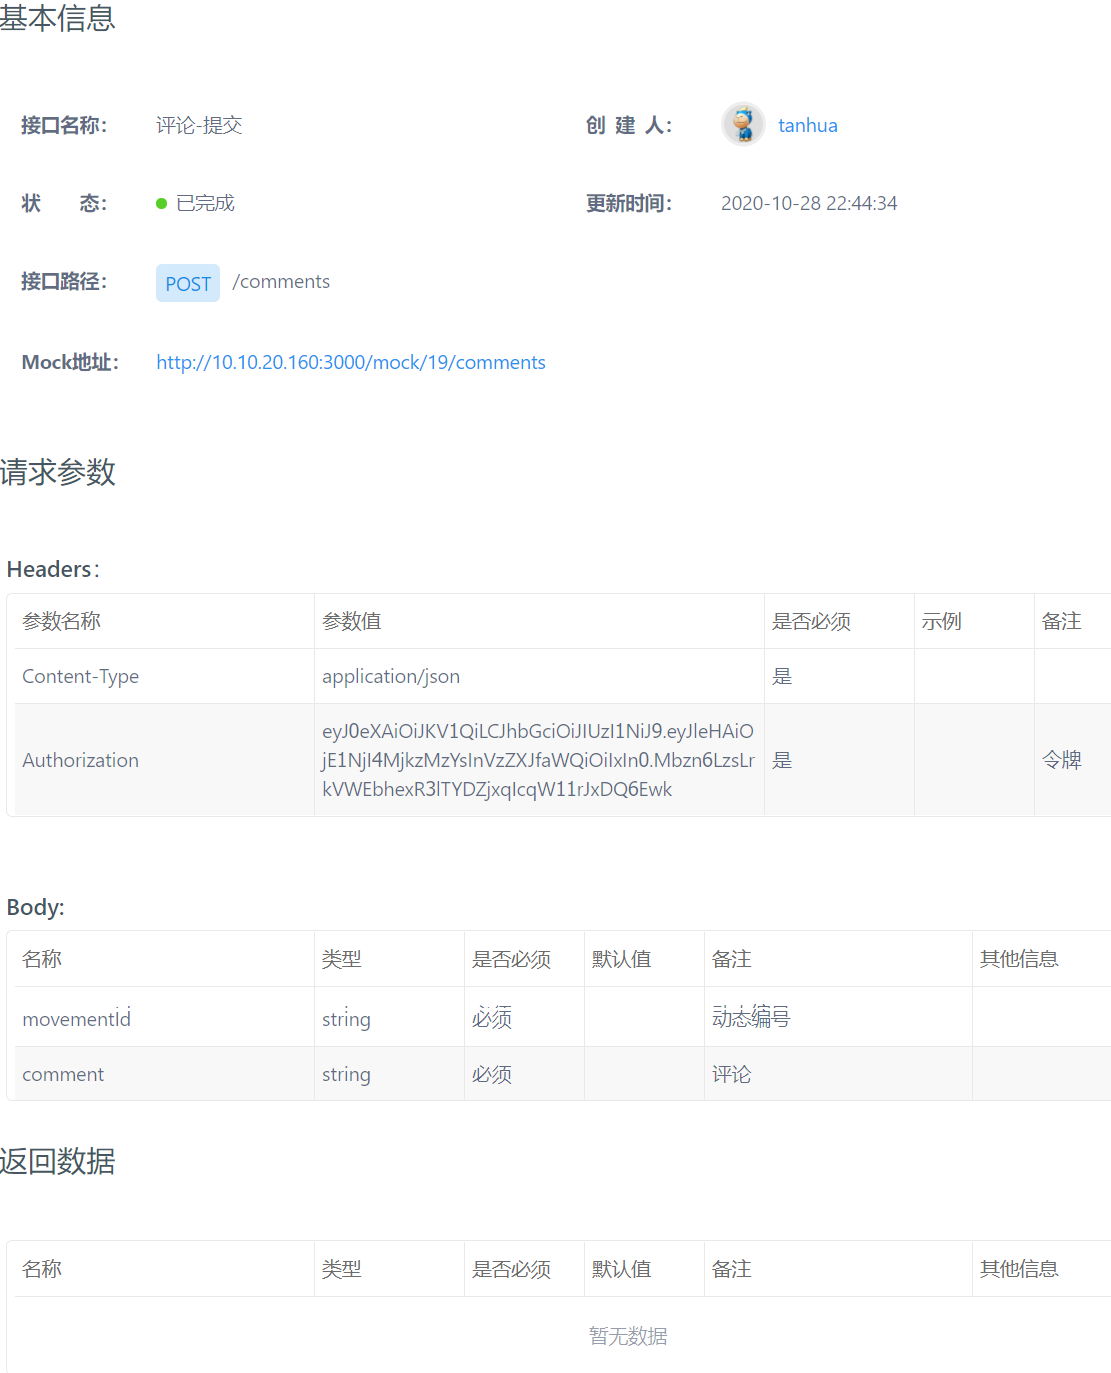 基本信息
接口名称： 评论-提交 创 建 人： tanhua
状 态： 已完成 更新时间： 2020-10-28 22:44:34
接口路径： POST /comments
Mock地址： http://10.10.20.160:3000/mock/19/comments
请求参数
Headers：
参数名称 参数值 是否必须 示例 备注
Content-Type application/json 是
eyJ0eXAiOiJKV1QiLCJhbGciOiJIUzI1NiJ9.eyJleHAiO
Authorization jE1NjI4MjkzMzYsInVzZXJfaWQiOiIxIn0.Mbzn6LzsLr 是 令牌
kVWEbhexR3lTYDZjxqIcqW11rJxDQ6Ewk
Body:
名称 类型 是否必须 默认值 备注 其他信息
movementId string 必须 动态编号
comment string 必须 评论
返回数据
名称 类型 是否必须 默认值 备注 其他信息
暂无数据